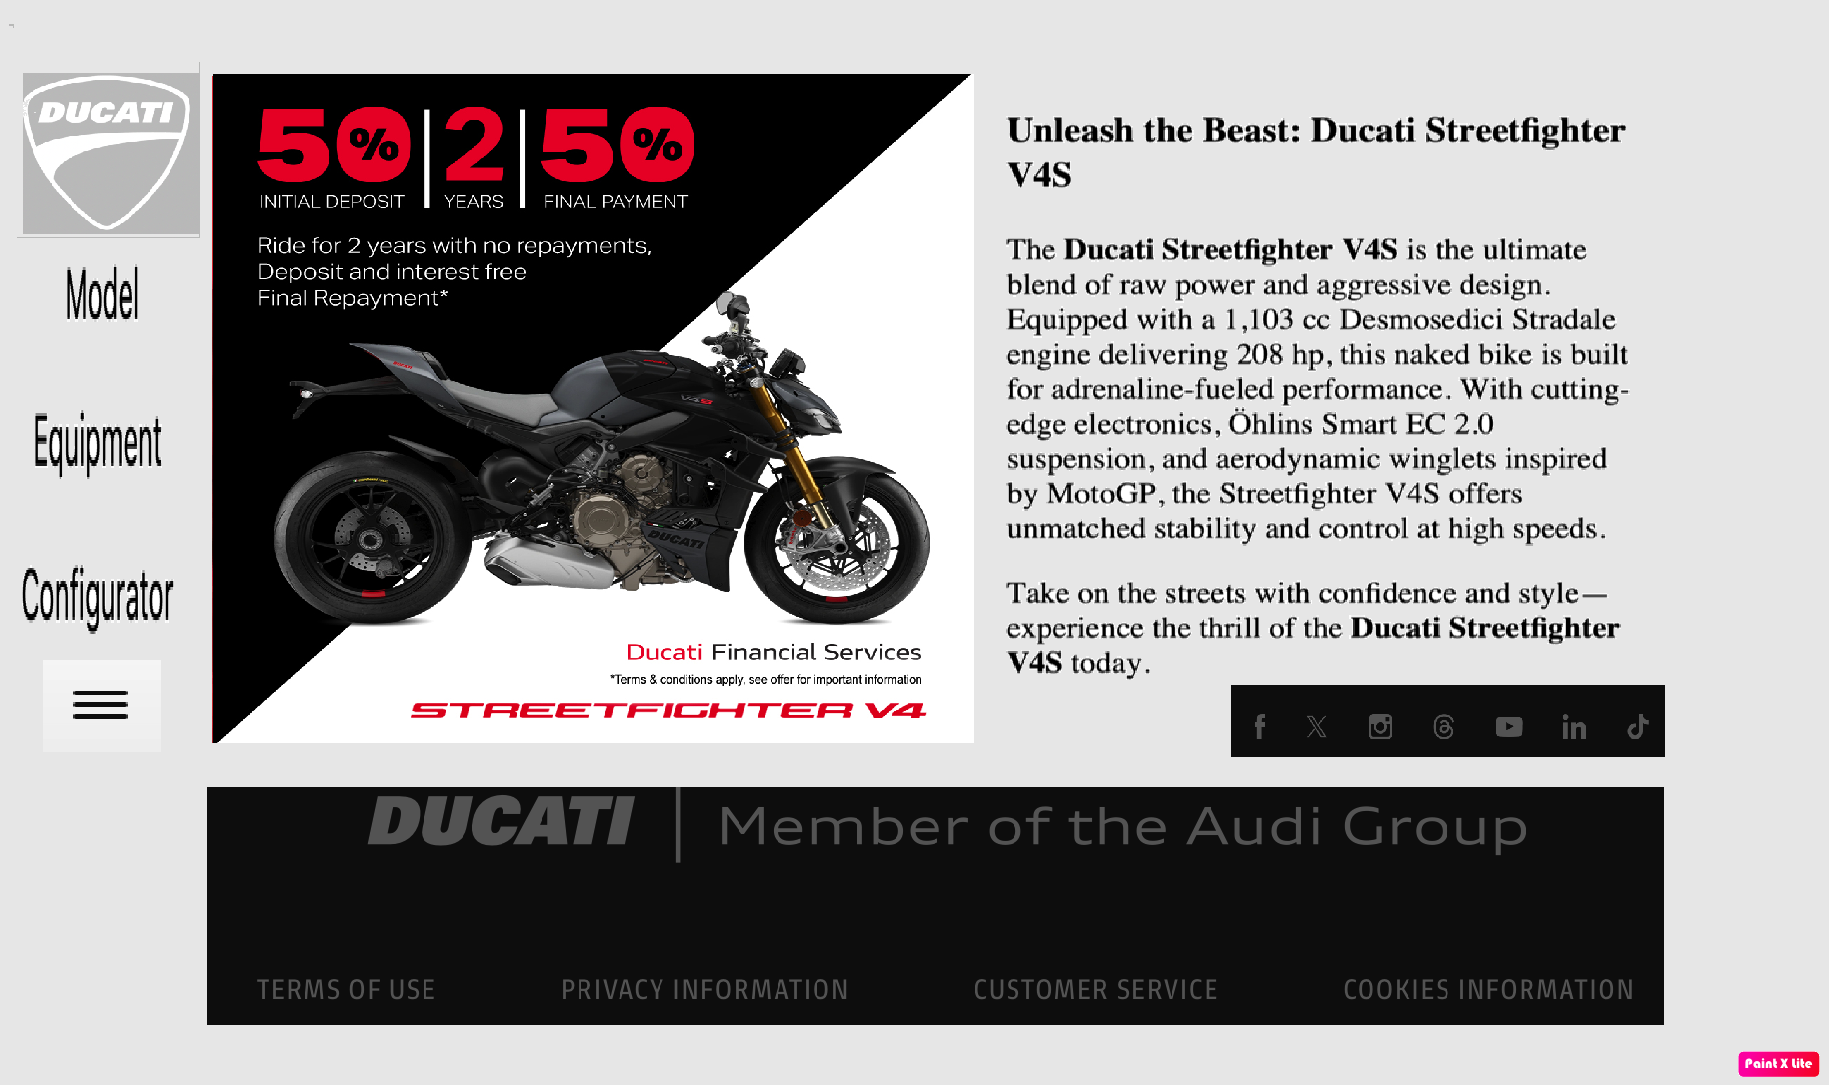 DUCATI
Model
Equipment
Configurator
50% | 2 | 50%
INITIAL DEPOSIT YEARS FINAL PAYMENT
Ride for 2 years with no repayments,
Deposit and interest free
Final Repayment*
V4S
DUCATI
Ducati Financial Services
*Terms & conditions apply, see offer for important information
STREETFIGHTER V4
Unleash the Beast: Ducati Streetfighter
V4S
The Ducati Streetfighter V4S is the ultimate
blend of raw power and aggressive design.
Equipped with a 1,103 cc Desmosedici Stradale
engine delivering 208 hp, this naked bike is built
for adrenaline-fueled performance. With cutting-
edge electronics, Öhlins Smart EC 2.0
suspension, and aerodynamic winglets inspired
by MotoGP, the Streetfighter V4S offers
unmatched stability and control at high speeds.
Take on the streets with confidence and style—
experience the thrill of the Ducati Streetfighter
V4S today.
DUCATI | Member of the Audi Group
TERMS OF USE PRIVACY INFORMATION CUSTOMER SERVICE COOKIES INFORMATION
Paint X Lite